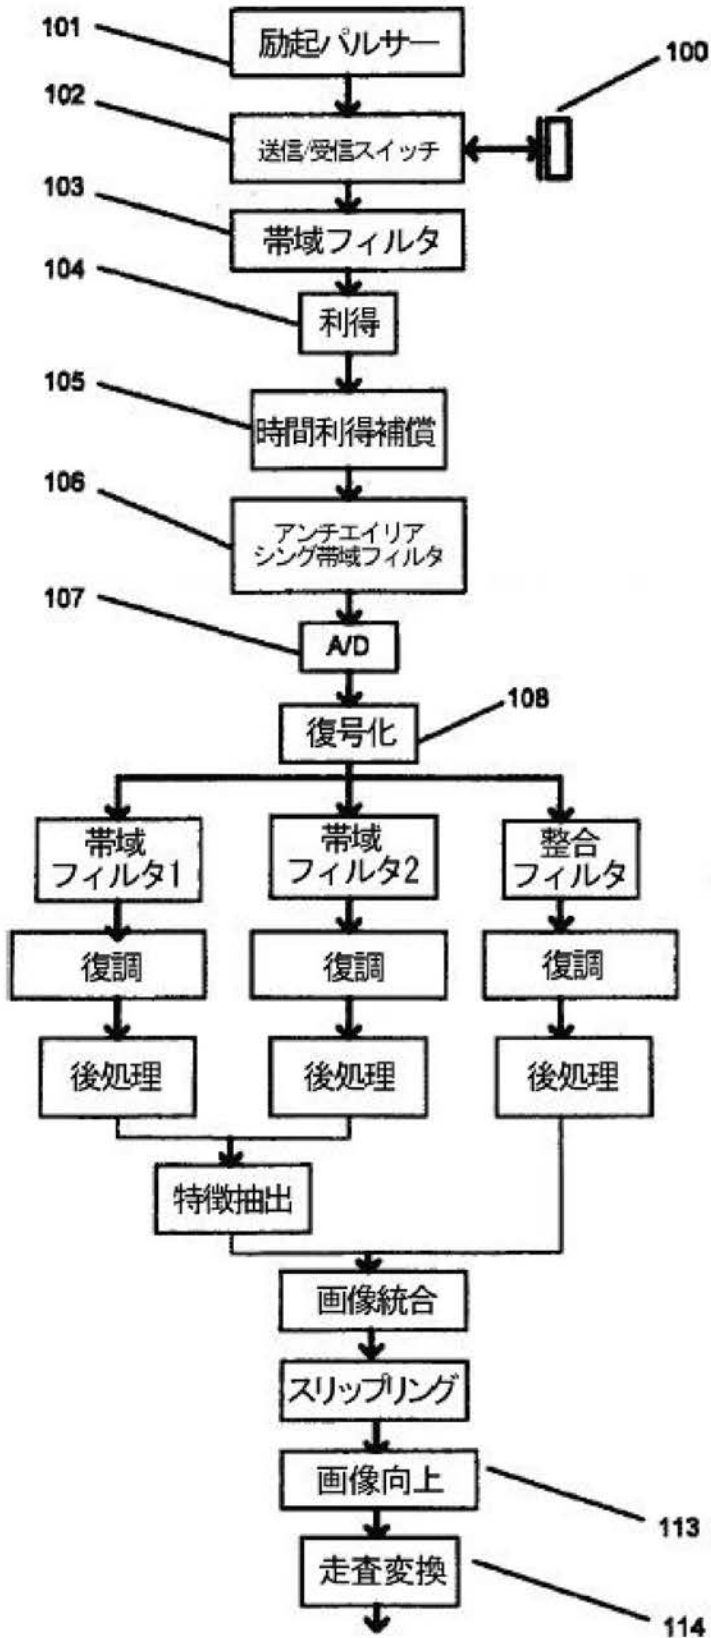 101
励起パルサー
100
102
送信/受信スイッチ
103
帯域フィルタ
104
利得
105
時間利得補償
106
アンチエイリア
シング帯域フィルタ
107
A/D
108
復号化
帯域
フィルタ1
帯域
フィルタ2
整合
フィルタ
復調
復調
復調
後処理
後処理
後処理
特徴抽出
画像統合
スリップリング
画像向上
113
走査変換
114